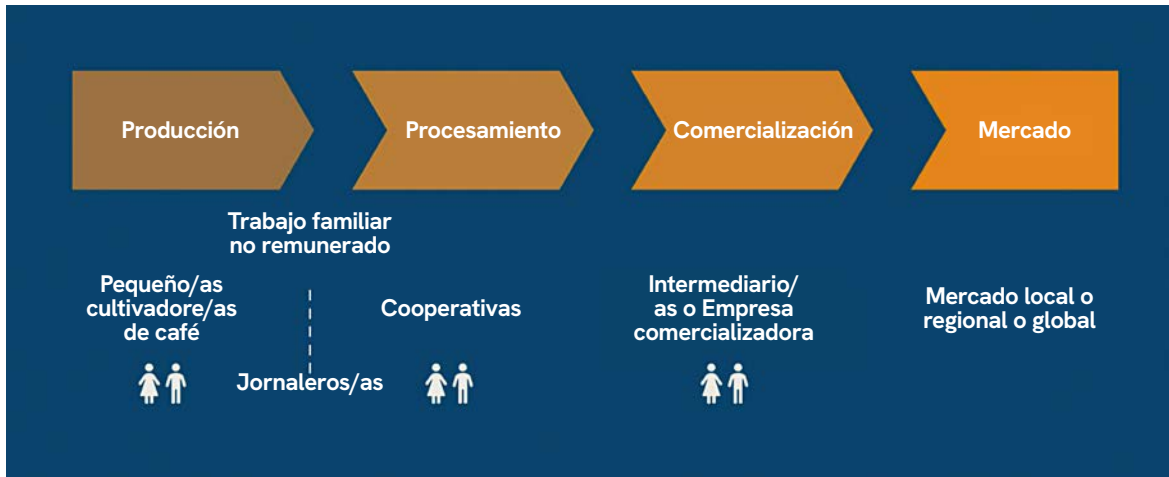 Producción
Procesamiento
Comercialización
Mercado
Trabajo familiar
no remunerado
Pequeño/as
cultivadore/as
de café
Jornaleros/as
Cooperativas
Intermediario/
as o Empresa
comercializadora
Mercado local o
regional o global